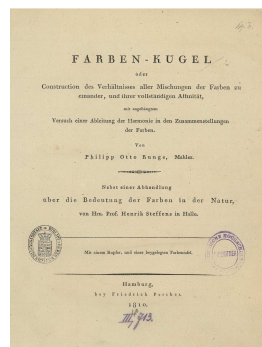 FARBEN-KUGEL
oder
Construction des Verhältnisses aller Mischungen der Farben zu
einander, und ihrer vollständigen Affinität,
mit angehängtem
Versuch einer Ableitung der Harmonie in den Zusammenstellungen
der Farben.
Von
Philipp Otto Runge, Mahler.
Nebst einer Abhandlung
über die Bedeutung der Farben in der Natur,
von Hrn. Prof. Henrik Steffens in Halle.
Mit einem Kupfer, und einer beygelegten Farbentafel.
Hamburg,
bey Friedrich Perthes.
1810.